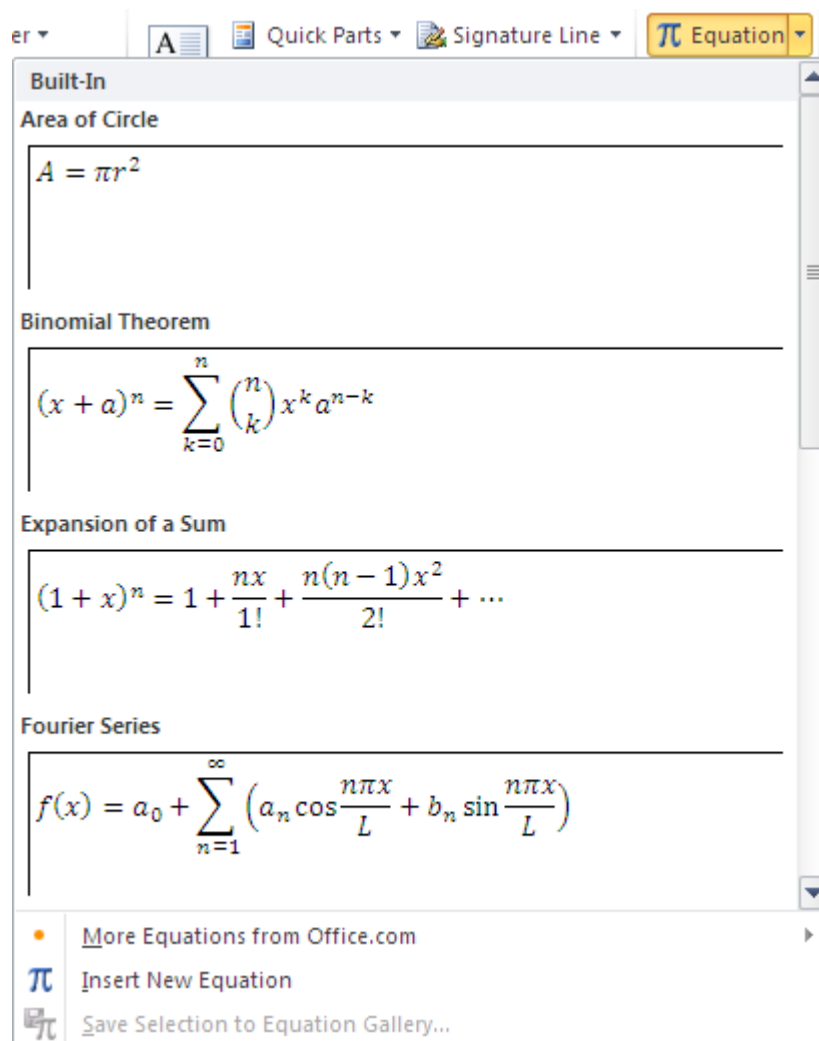 er
A Quick Parts Signature Line π Equation
Built-In
Area of Circle
A = πr²
Binomial Theorem
(x + a)ⁿ = ∑ₖ₌₀ⁿ (n k) xᵏaⁿ⁻ᵏ
Expansion of a Sum
(1 + x)ⁿ = 1 + nx/1! + n(n − 1)x²/2! + ⋯
Fourier Series
f(x) = a₀ + ∑ₙ₌₁^∞ (aₙ cos nπx/L + bₙ sin nπx/L)
More Equations from Office.com
π Insert New Equation
π Save Selection to Equation Gallery...